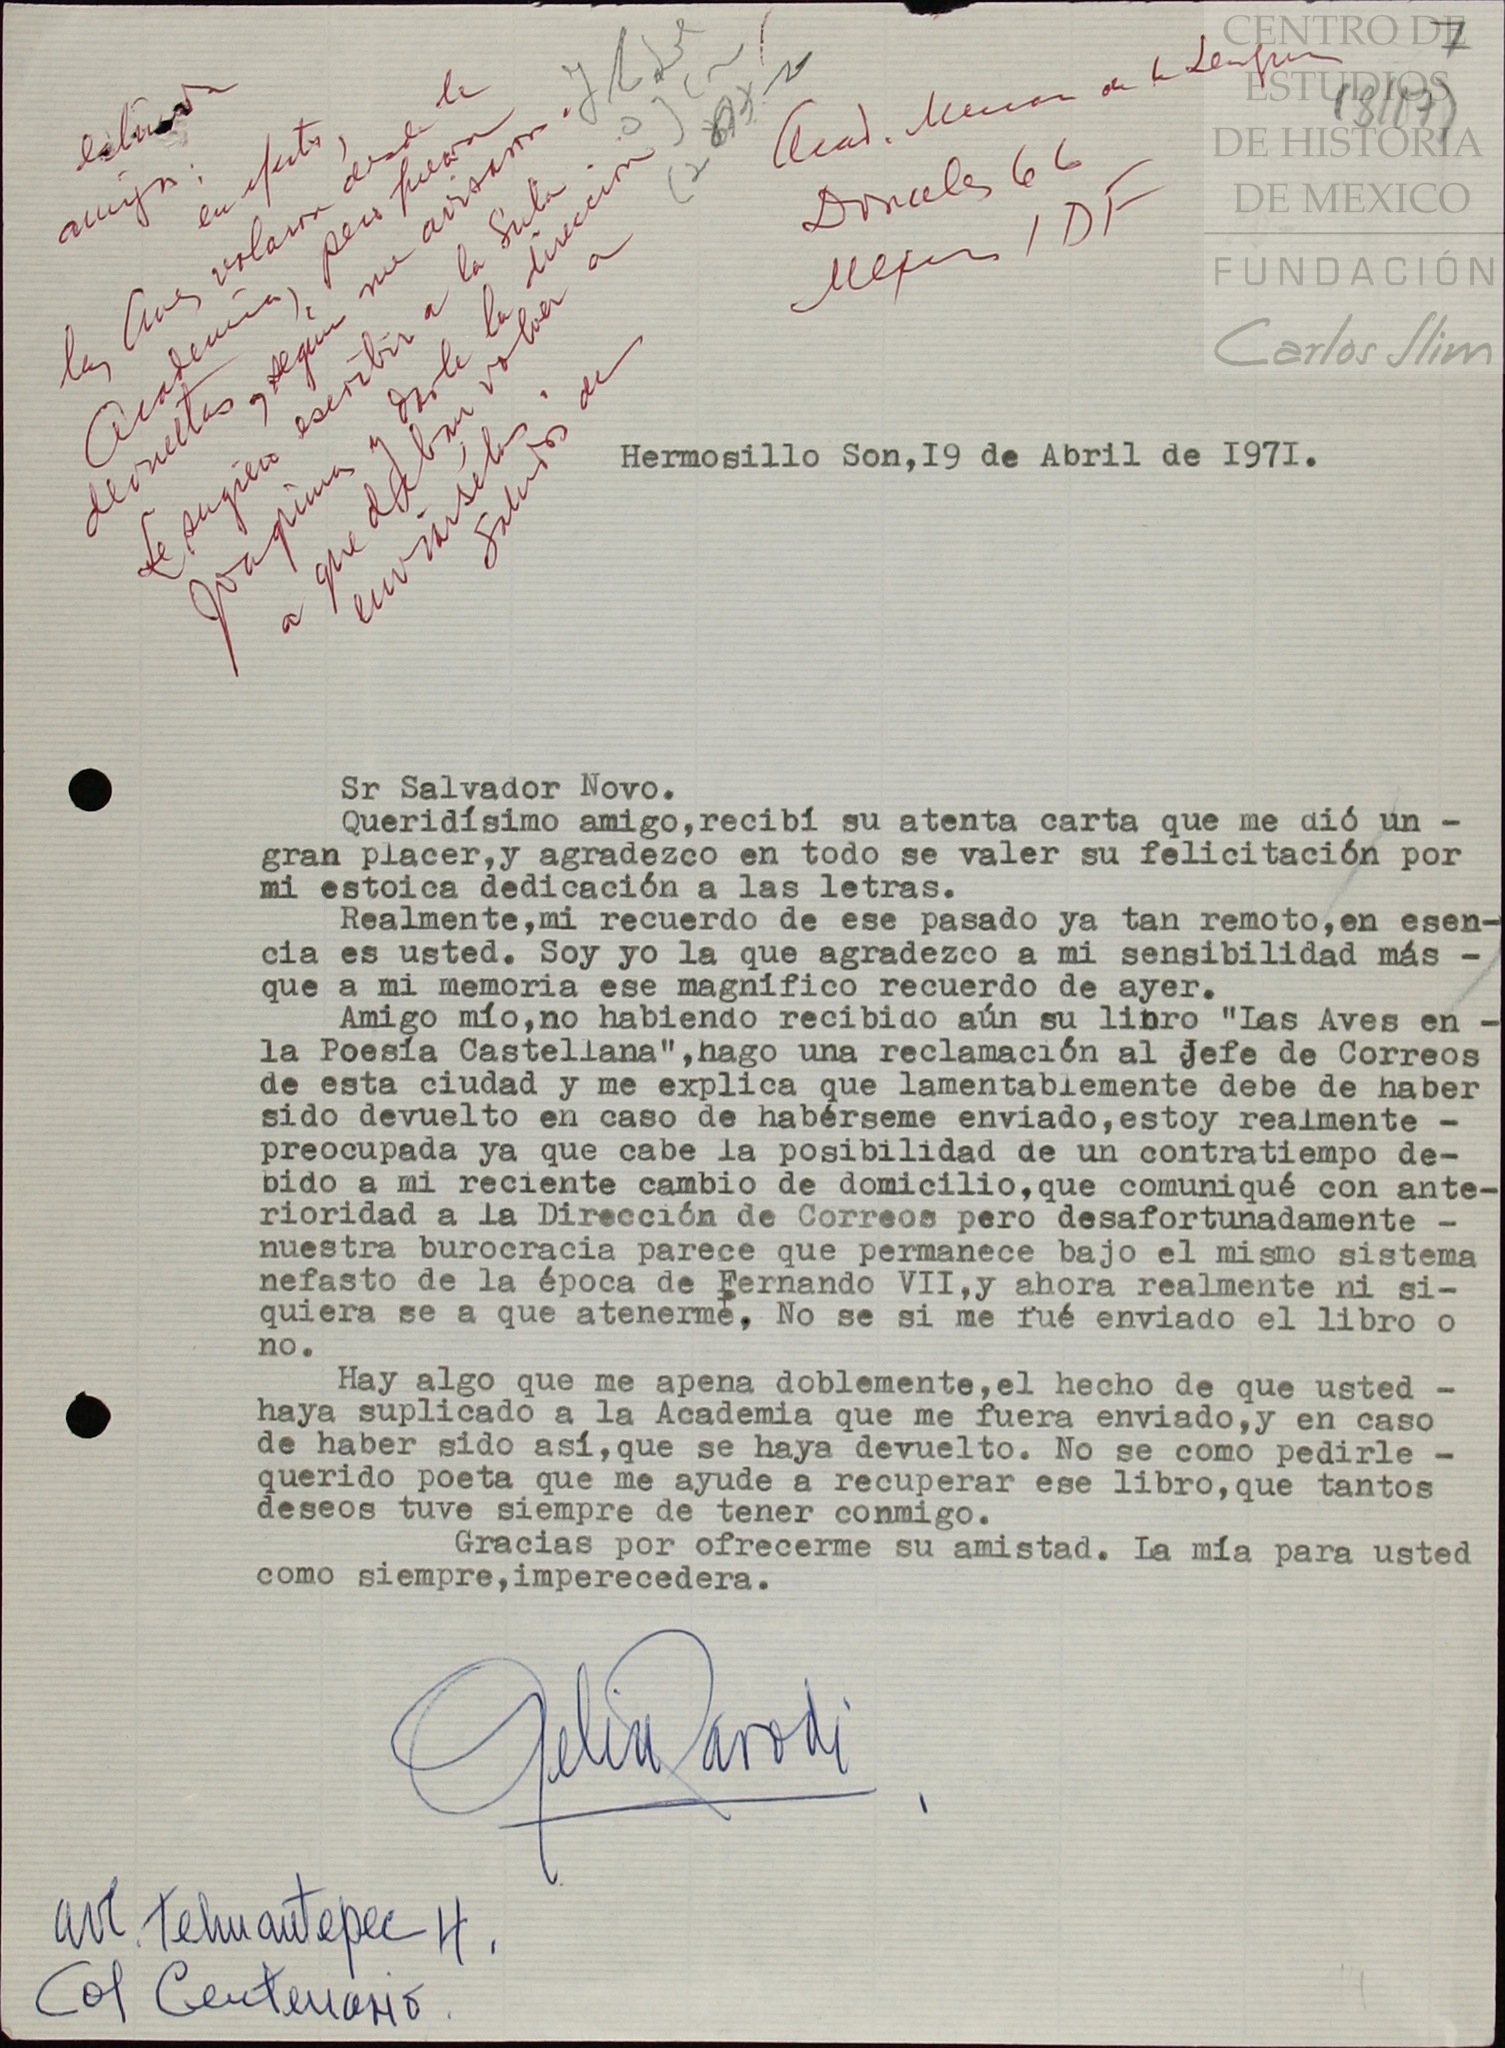 CENTRO DE
ESTUDIOS
DE HISTORIA
DE MEXICO
FUNDACIÓN
Carlos Slim
7
estimada
amiga:
en efecto,
las Aves volaron desde la
Academia, pero fueron
devueltas, según me avisaron.
Le sugiero escribir a la Srita
Joaquina y darle la dirección
a que deban volver a
enviárselas.
Saludos de
Acad. Mexicana de la Lengua
Donceles 66
México 1 DF
Hermosillo Son,I9 de Abril de I97I.
Sr Salvador Novo.
Queridísimo amigo,recibí su atenta carta que me dió un -
gran placer,y agradezco en todo se valer su felicitación por
mi estoica dedicación a las letras.
Realmente,mi recuerdo de ese pasado ya tan remoto,en esen-
cia es usted. Soy yo la que agradezco a mi sensibilidad más -
que a mi memoria ese magnífico recuerdo de ayer.
Amigo mío,no habiendo recibido aún su libro "Las Aves en -
la Poesía Castellana",hago una reclamación al Jefe de Correos
de esta ciudad y me explica que lamentablemente debe de haber
sido devuelto en caso de habérseme enviado,estoy realmente -
preocupada ya que cabe la posibilidad de un contratiempo de-
bido a mi reciente cambio de domicilio,que comuniqué con ante-
rioridad a la Dirección de Correos pero desafortunadamente -
nuestra burocracia parece que permanece bajo el mismo sistema
nefasto de la época de Fernando VII,y ahora realmente ni si-
quiera se a que atenerme. No se si me fué enviado el libro o
no.
Hay algo que me apena doblemente,el hecho de que usted -
haya suplicado a la Academia que me fuera enviado,y en caso
de haber sido así,que se haya devuelto. No se como pedirle -
querido poeta que me ayude a recuperar ese libro,que tantos
deseos tuve siempre de tener conmigo.
Gracias por ofrecerme su amistad. La mía para usted
como siempre,imperecedera.
Parodi
Ave. Tehuantepec 4.
Col Centenario.